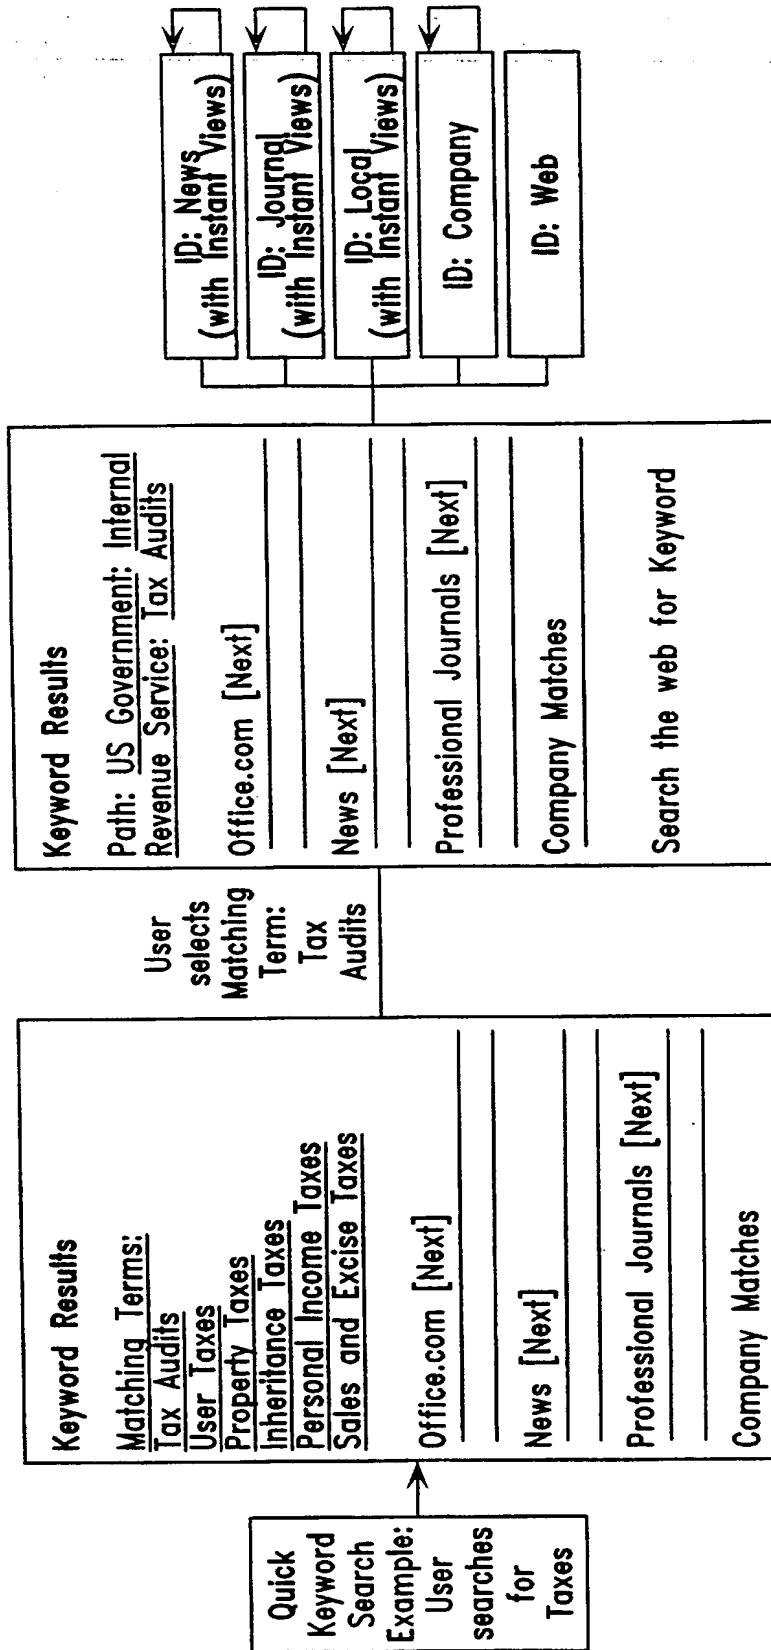 Quick
Keyword
Search
Example:
User
searches
for
Taxes
Keyword Results
Matching Terms:
Tax Audits
User Taxes
Property Taxes
Inheritance Taxes
Personal Income Taxes
Sales and Excise Taxes
Office.com [Next]
News [Next]
Professional Journals [Next]
Company Matches
User
selects
Matching
Term:
Tax
Audits
Keyword Results
Path: US Government: Internal
Revenue Service: Tax Audits
Office.com [Next]
News [Next]
Professional Journals [Next]
Company Matches
Search the web for Keyword
ID: News
(with Instant Views)
ID: Journal
(with Instant Views)
ID: Local
(with Instant Views)
ID: Company
ID: Web